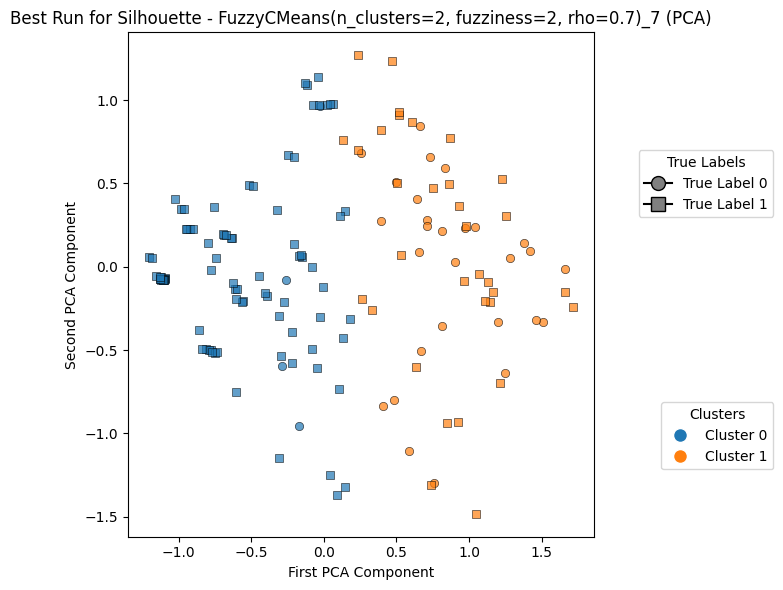 Best Run for Silhouette - FuzzyCMeans(n_clusters=2, fuzziness=2, rho=0.7)_7 (PCA)
True Labels
True Label 0
True Label 1
Clusters
Cluster 0
Cluster 1
Second PCA Component
1.0
0.5
0.0
−0.5
−1.0
−1.5
−1.0
−0.5
0.0
0.5
1.0
1.5
First PCA Component